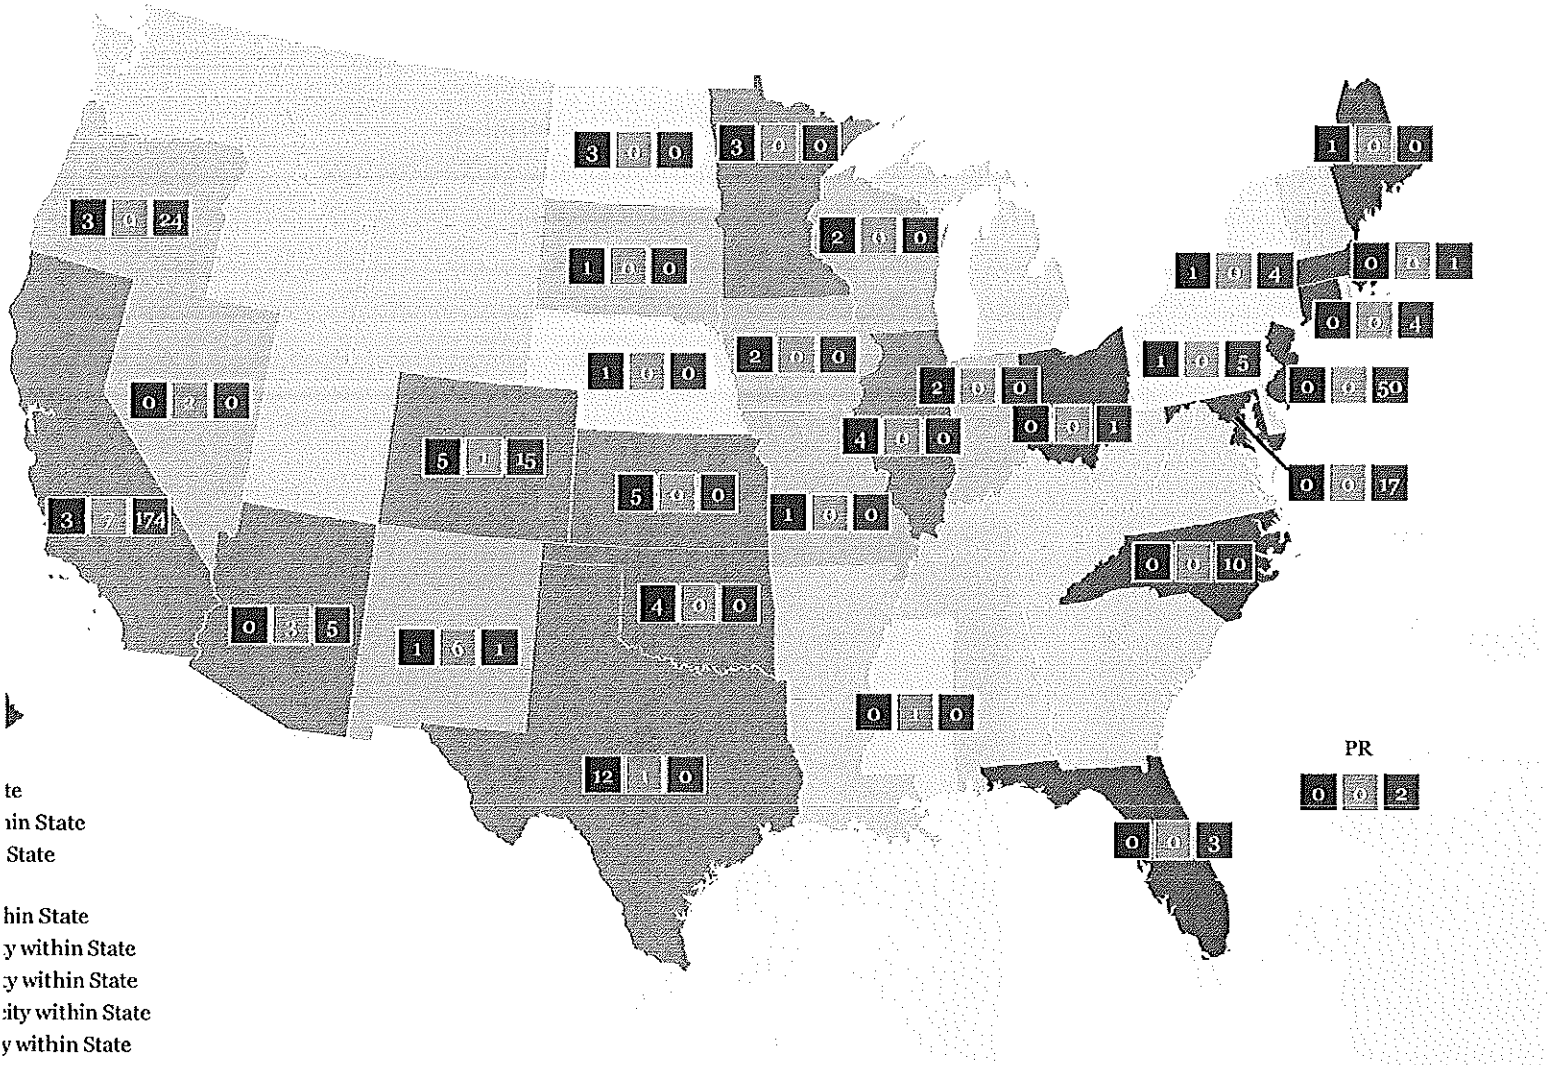 3 0 0
3 0 0
1 0 0
3 0 24
2 0 0
1 0 0
1 0 4
0 0 1
0 0 4
2 0 0
1 0 5
1 0 0
2 0 0
0 0 50
0 2 0
4 0 0
0 0 1
5 1 15
0 0 17
5 0 0
3 7 174
1 0 0
0 0 10
4 0 0
0 3 5
1 6 1
0 1 0
PR
12 1 0
0 0 2
te
nin State
State
0 0 3
hin State
y within State
y within State
city within State
y within State